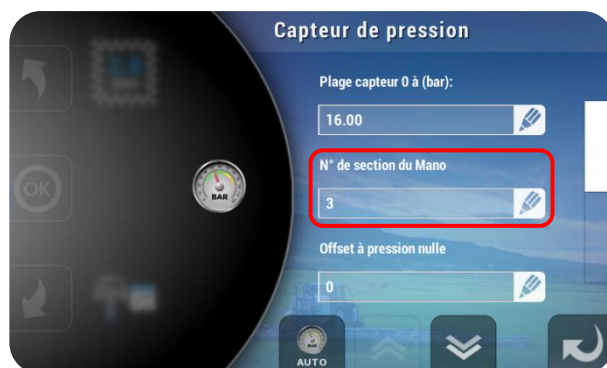 Capteur de pression
Plage capteur 0 à (bar):
16.00
N° de section du Mano
3
Offset à pression nulle
0
OK
BAR
AUTO